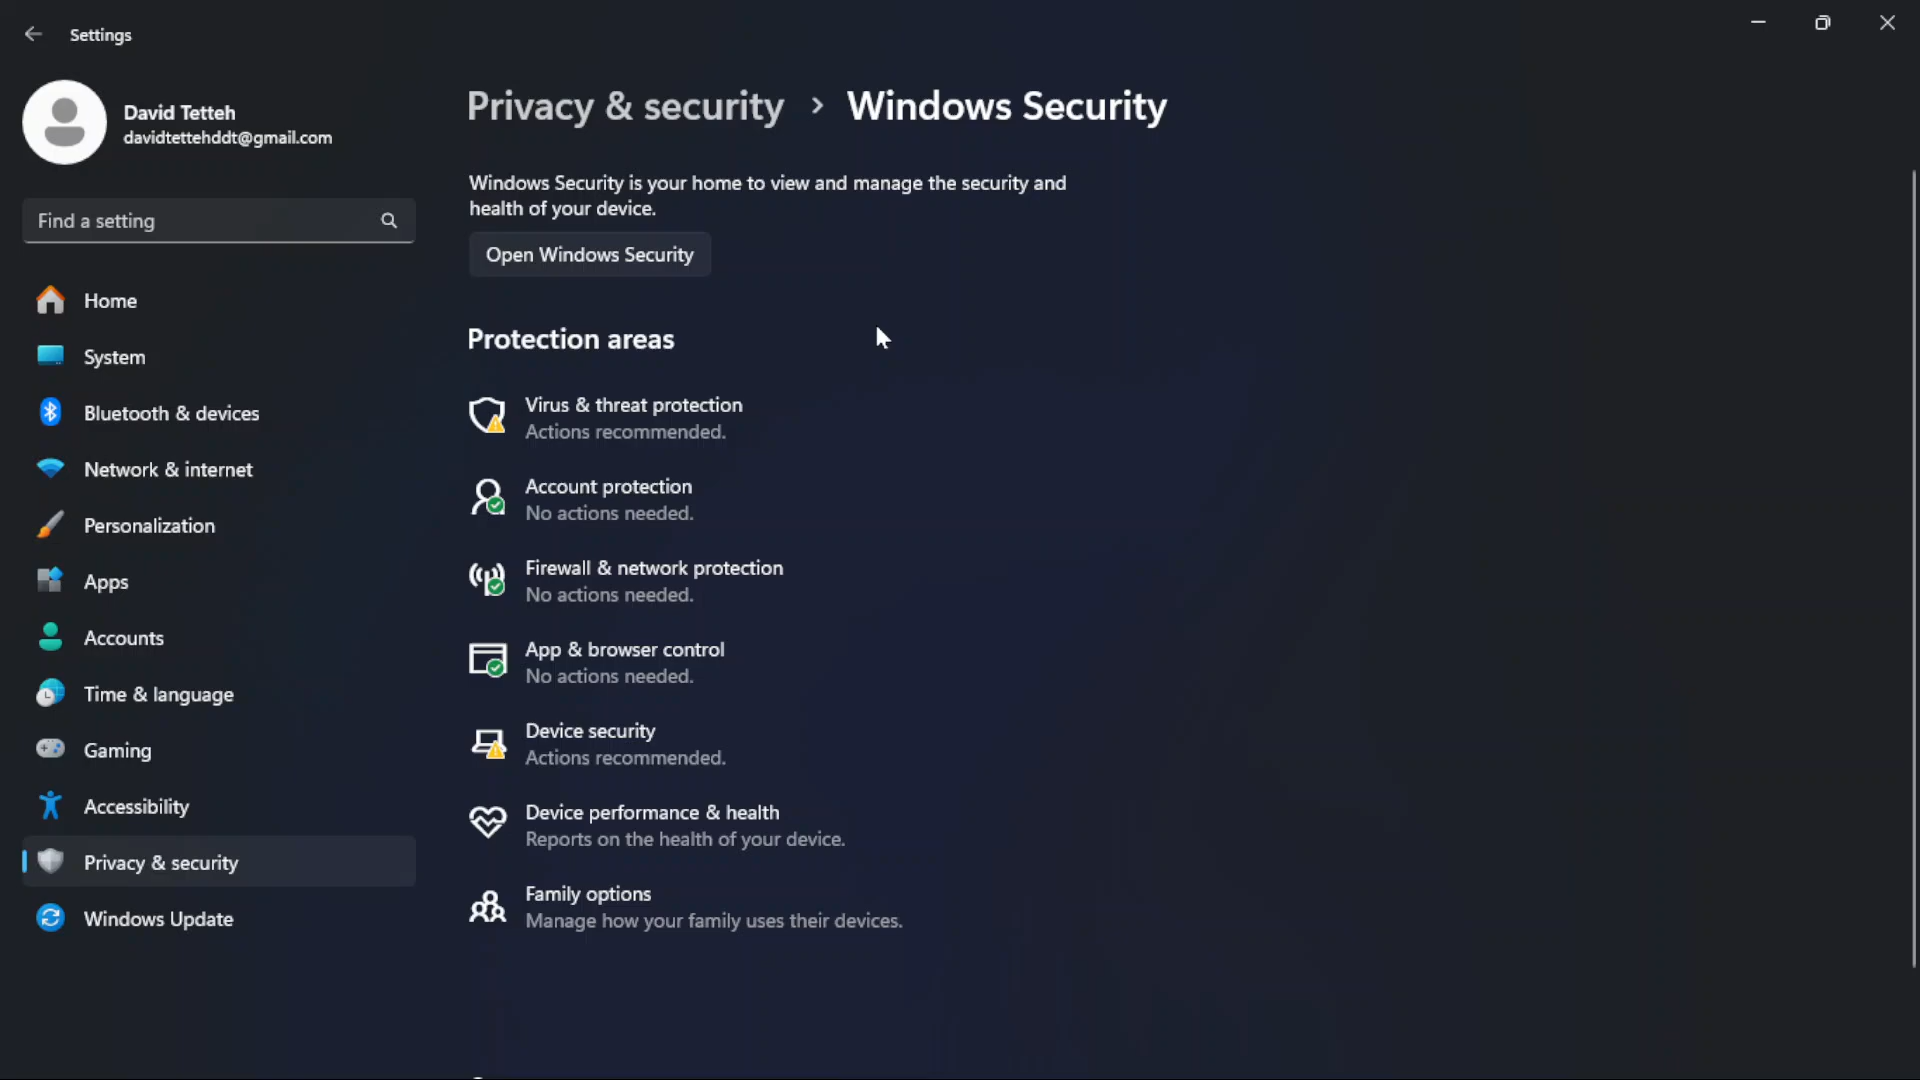 Settings
David Tetteh
davidtettehddt@gmail.com
Find a setting
Home
System
Bluetooth & devices
Network & internet
Personalization
Apps
Accounts
Time & language
Gaming
Accessibility
Privacy & security
Windows Update
Privacy & security > Windows Security
Windows Security is your home to view and manage the security and
health of your device.
Open Windows Security
Protection areas
Virus & threat protection
Actions recommended.
Account protection
No actions needed.
Firewall & network protection
No actions needed.
App & browser control
No actions needed.
Device security
Actions recommended.
Device performance & health
Reports on the health of your device.
Family options
Manage how your family uses their devices.